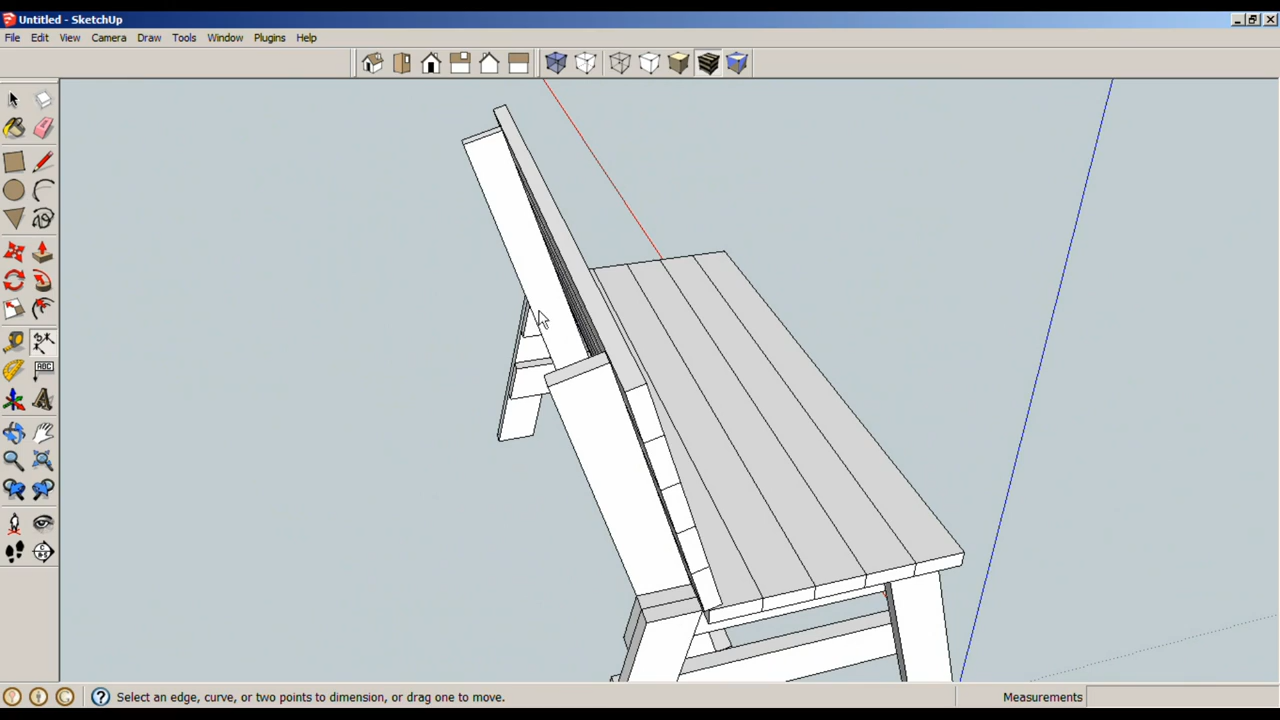 Untitled - SketchUp
File Edit View Camera Draw Tools Window Plugins Help
ABC
Select an edge, curve, or two points to dimension, or drag one to move.
Measurements